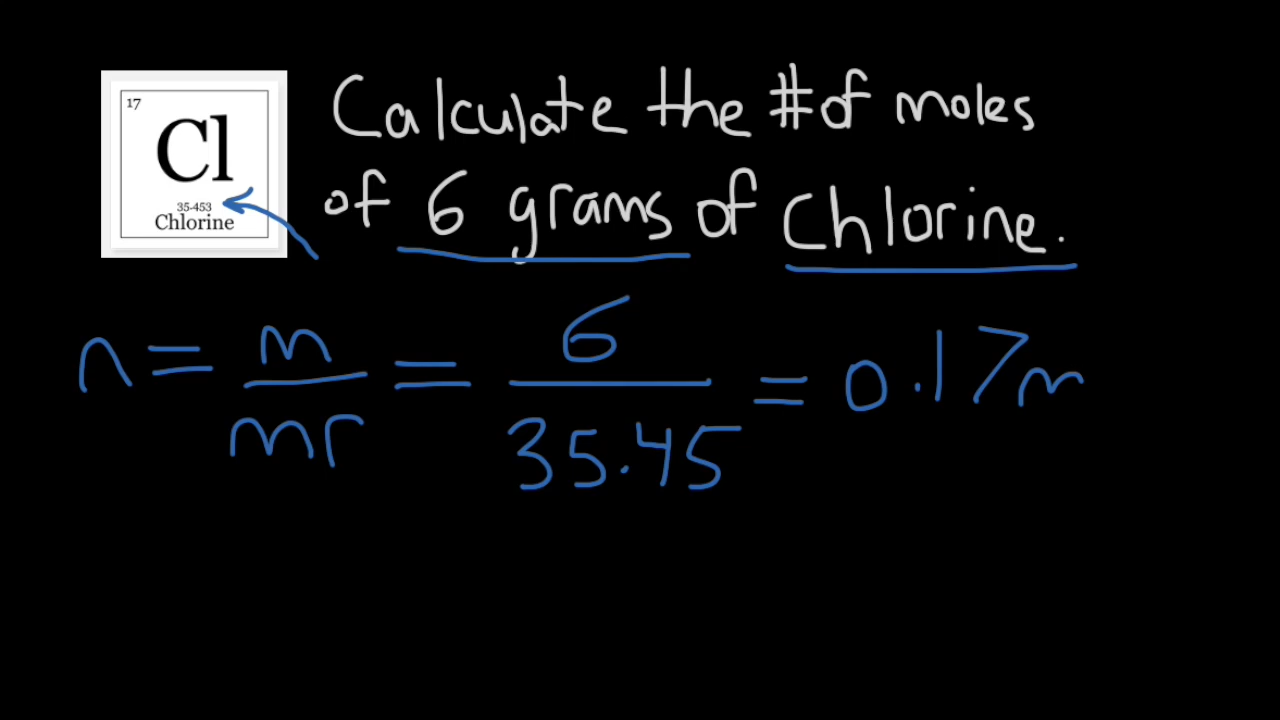 17
Cl
35.453
Chlorine
Calculate the # of moles
of 6 grams of Chlorine.
n = m/mr = 6/35.45 = 0.17m